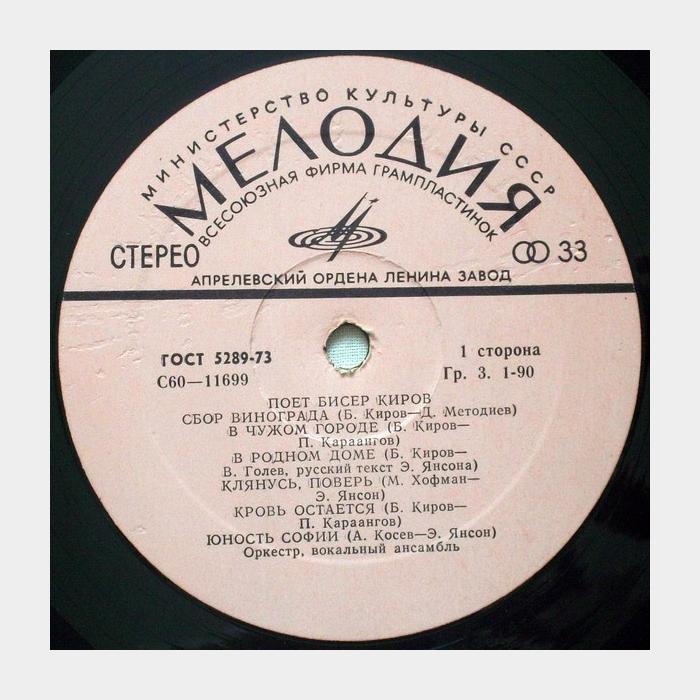 МИНИСТЕРСТВО КУЛЬТУРЫ СССР
МЕЛОДИЯ
ВСЕСОЮЗНАЯ ФИРМА ГРАМПЛАСТИНОК
СТЕРЕО
33
АПРЕЛЕВСКИЙ ОРДЕНА ЛЕНИНА ЗАВОД
ГОСТ 5289-73
1 сторона
С60—11699
Гр. 3. 1-90
ПОЕТ БИСЕР КИРОВ
СБОР ВИНОГРАДА (Б. Киров—Д. Методиев)
В ЧУЖОМ ГОРОДЕ (Б. Киров—
П. Караангов)
В РОДНОМ ДОМЕ (Б. Киров—
В. Голев, русский текст Э. Янсона)
КЛЯНУСЬ, ПОВЕРЬ (М. Хофман—
Э. Янсон)
КРОВЬ ОСТАЕТСЯ (Б. Киров—
П. Караангов)
ЮНОСТЬ СОФИИ (А. Косев—Э. Янсон)
Оркестр, вокальный ансамбль